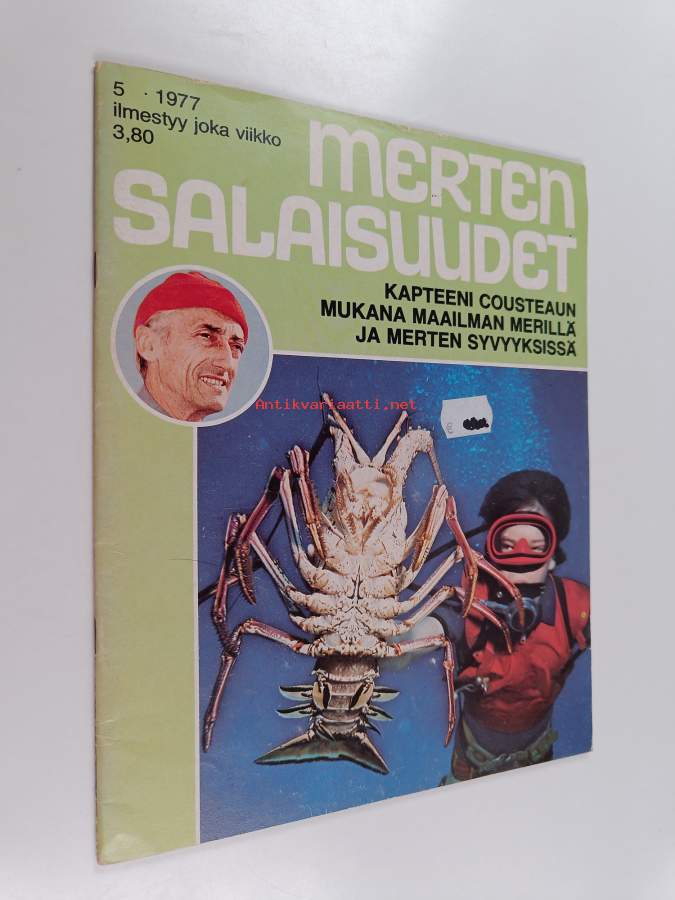 5 · 1977
ilmestyy joka viikko
3,80
MERTEN
SALAISUUDET
KAPTEENI COUSTEAUN
MUKANA MAAILMAN MERILLÄ
JA MERTEN SYVYYKSISSÄ
Antikvariaatti.net
€